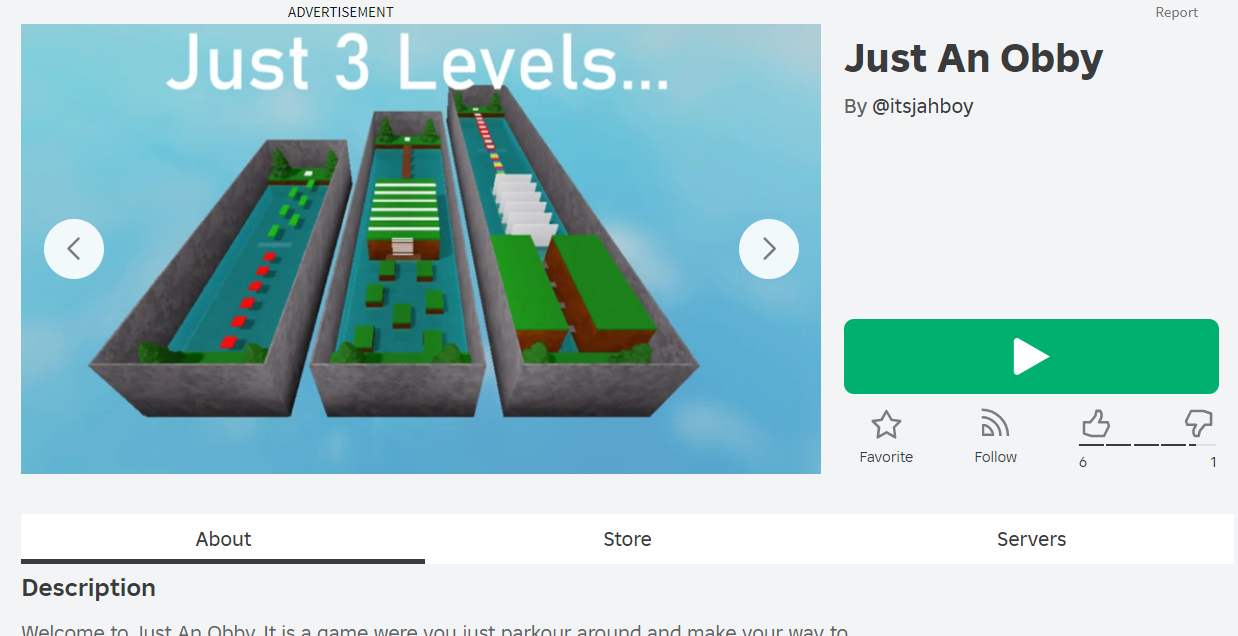 ADVERTISEMENT
Report
Just 3 Levels...
Just An Obby
By @itsjahboy
Favorite
Follow
6
1
About
Store
Servers
Description
Welcome to Just An Obby. It is a game were you just parkour around and make your way to